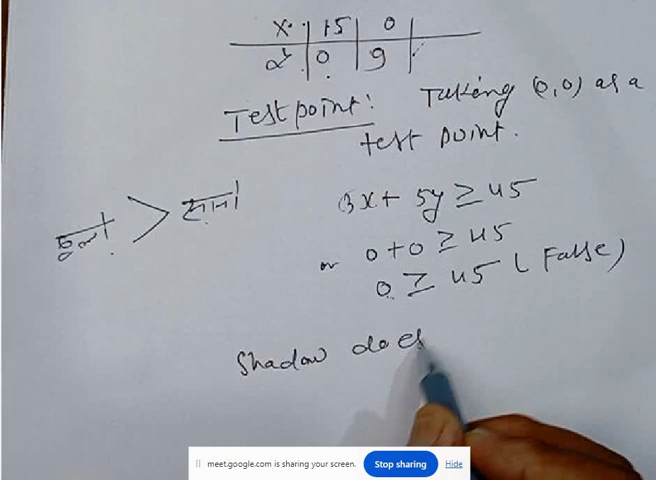 x 15 0
y 0 9
Test point: Taking (0,0) as a
test point.
3x + 5y ≥ 45
or 0+0 ≥ 45
0 ≥ 45 (False)
>
Shadow does
meet.google.com is sharing your screen. Stop sharing Hide